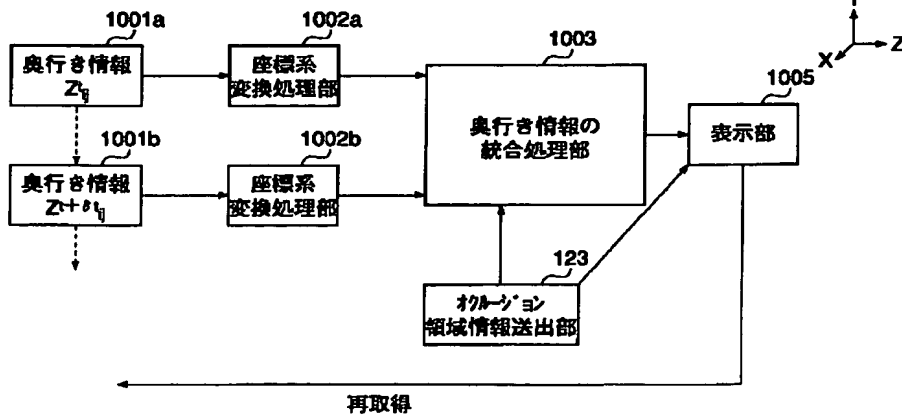 1001a
奥行き情報
Zᵗij
1002a
座標系
変換処理部
1003
奥行き情報の
統合処理部
Y
Z
X
1005
表示部
1001b
奥行き情報
1002b
座標系
変換処理部
123
オクルージョン
領域情報送出部
再取得